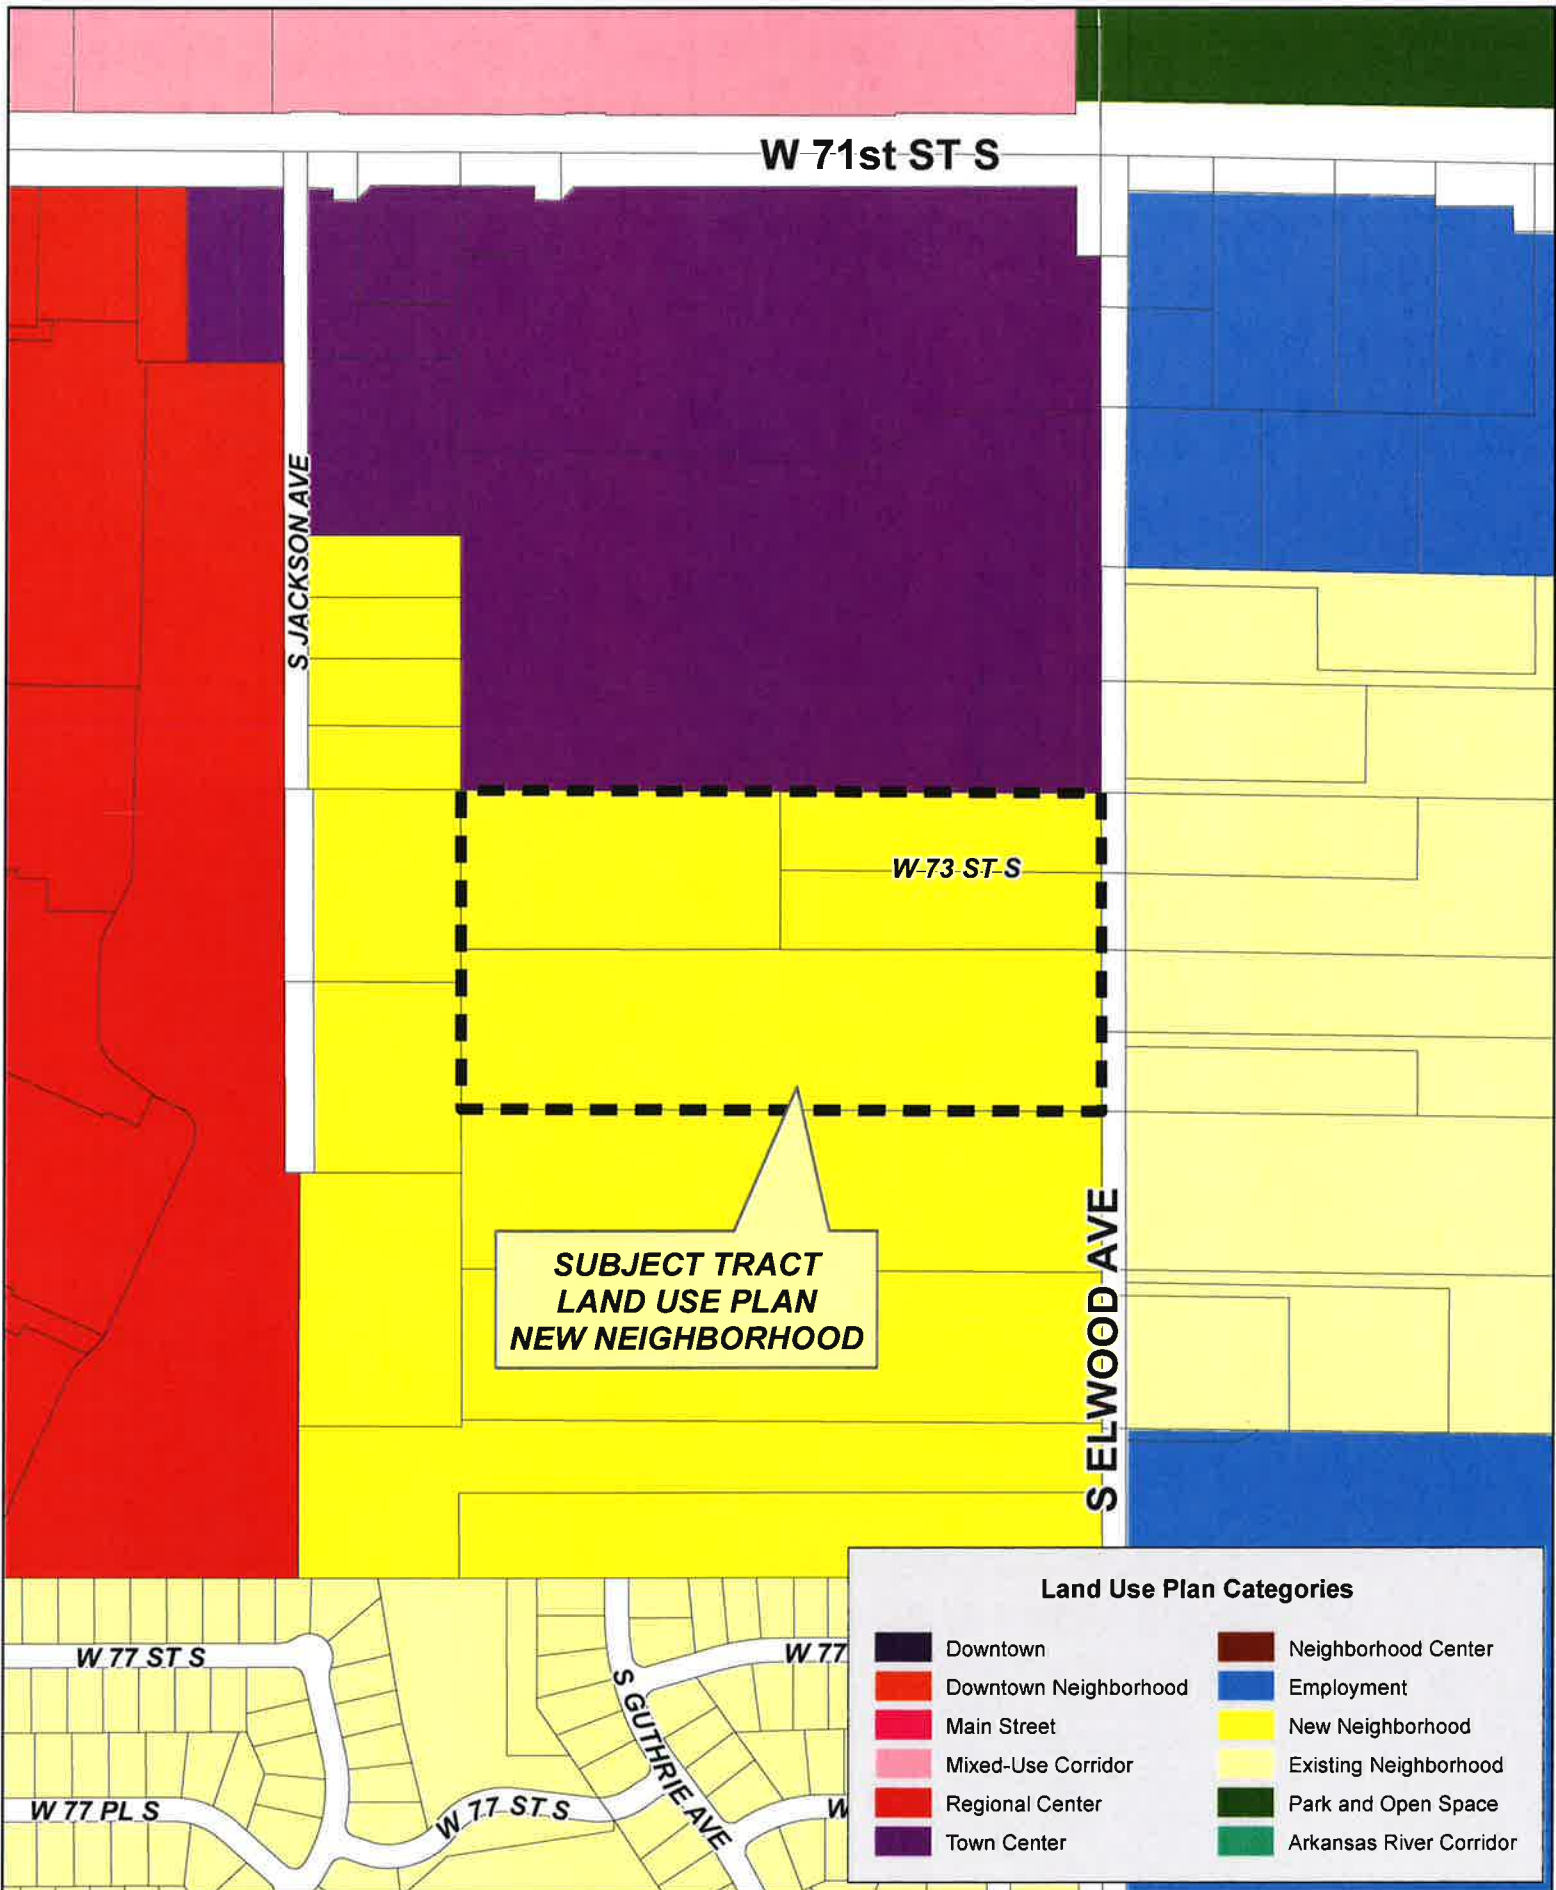 W 71st ST S
S JACKSON AVE
W 73 ST S
SUBJECT TRACT
LAND USE PLAN
NEW NEIGHBORHOOD
S ELWOOD AVE
Land Use Plan Categories
Downtown
Downtown Neighborhood
Main Street
Mixed-Use Corridor
Regional Center
Town Center
Neighborhood Center
Employment
New Neighborhood
Existing Neighborhood
Park and Open Space
Arkansas River Corridor
W 77 ST S
W 77
S GUTHRIE AVE
W 77 PL S
W 77 ST S
W